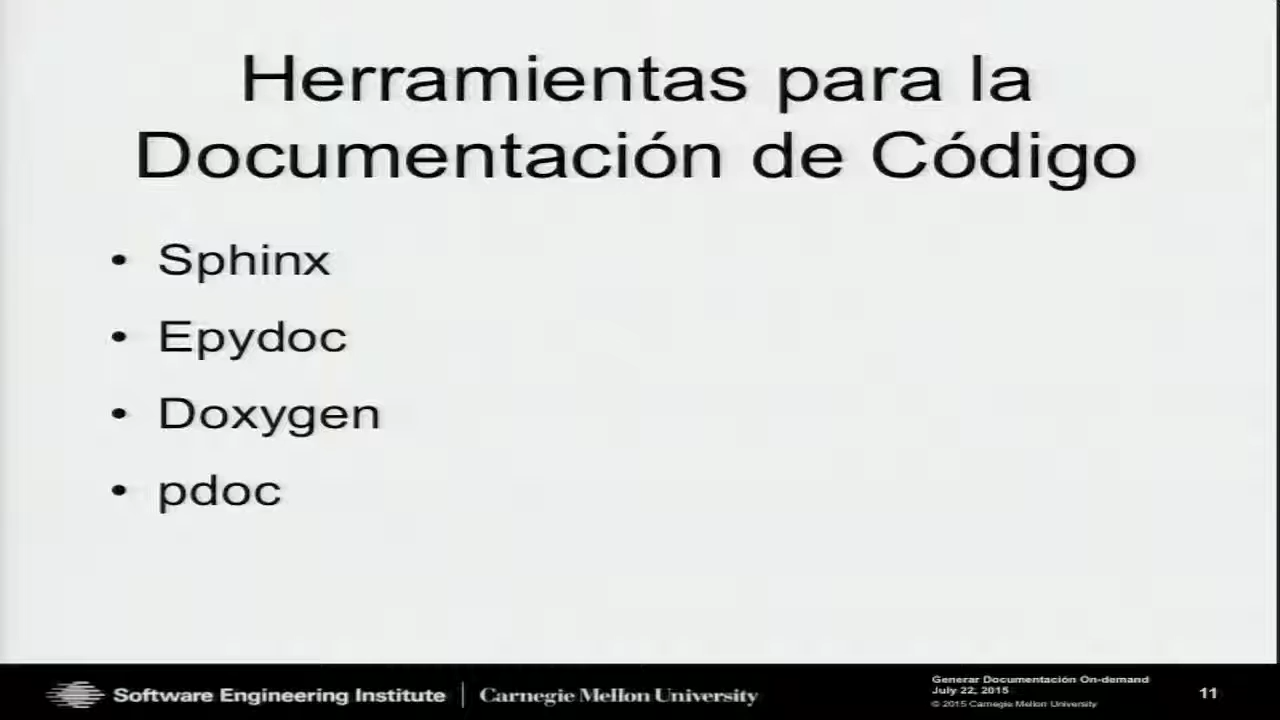 Herramientas para la
Documentación de Código
• Sphinx
• Epydoc
• Doxygen
• pdoc
Software Engineering Institute | Carnegie Mellon University
Generar Documentación On-demand
July 22, 2015
© 2015 Carnegie Mellon University
11